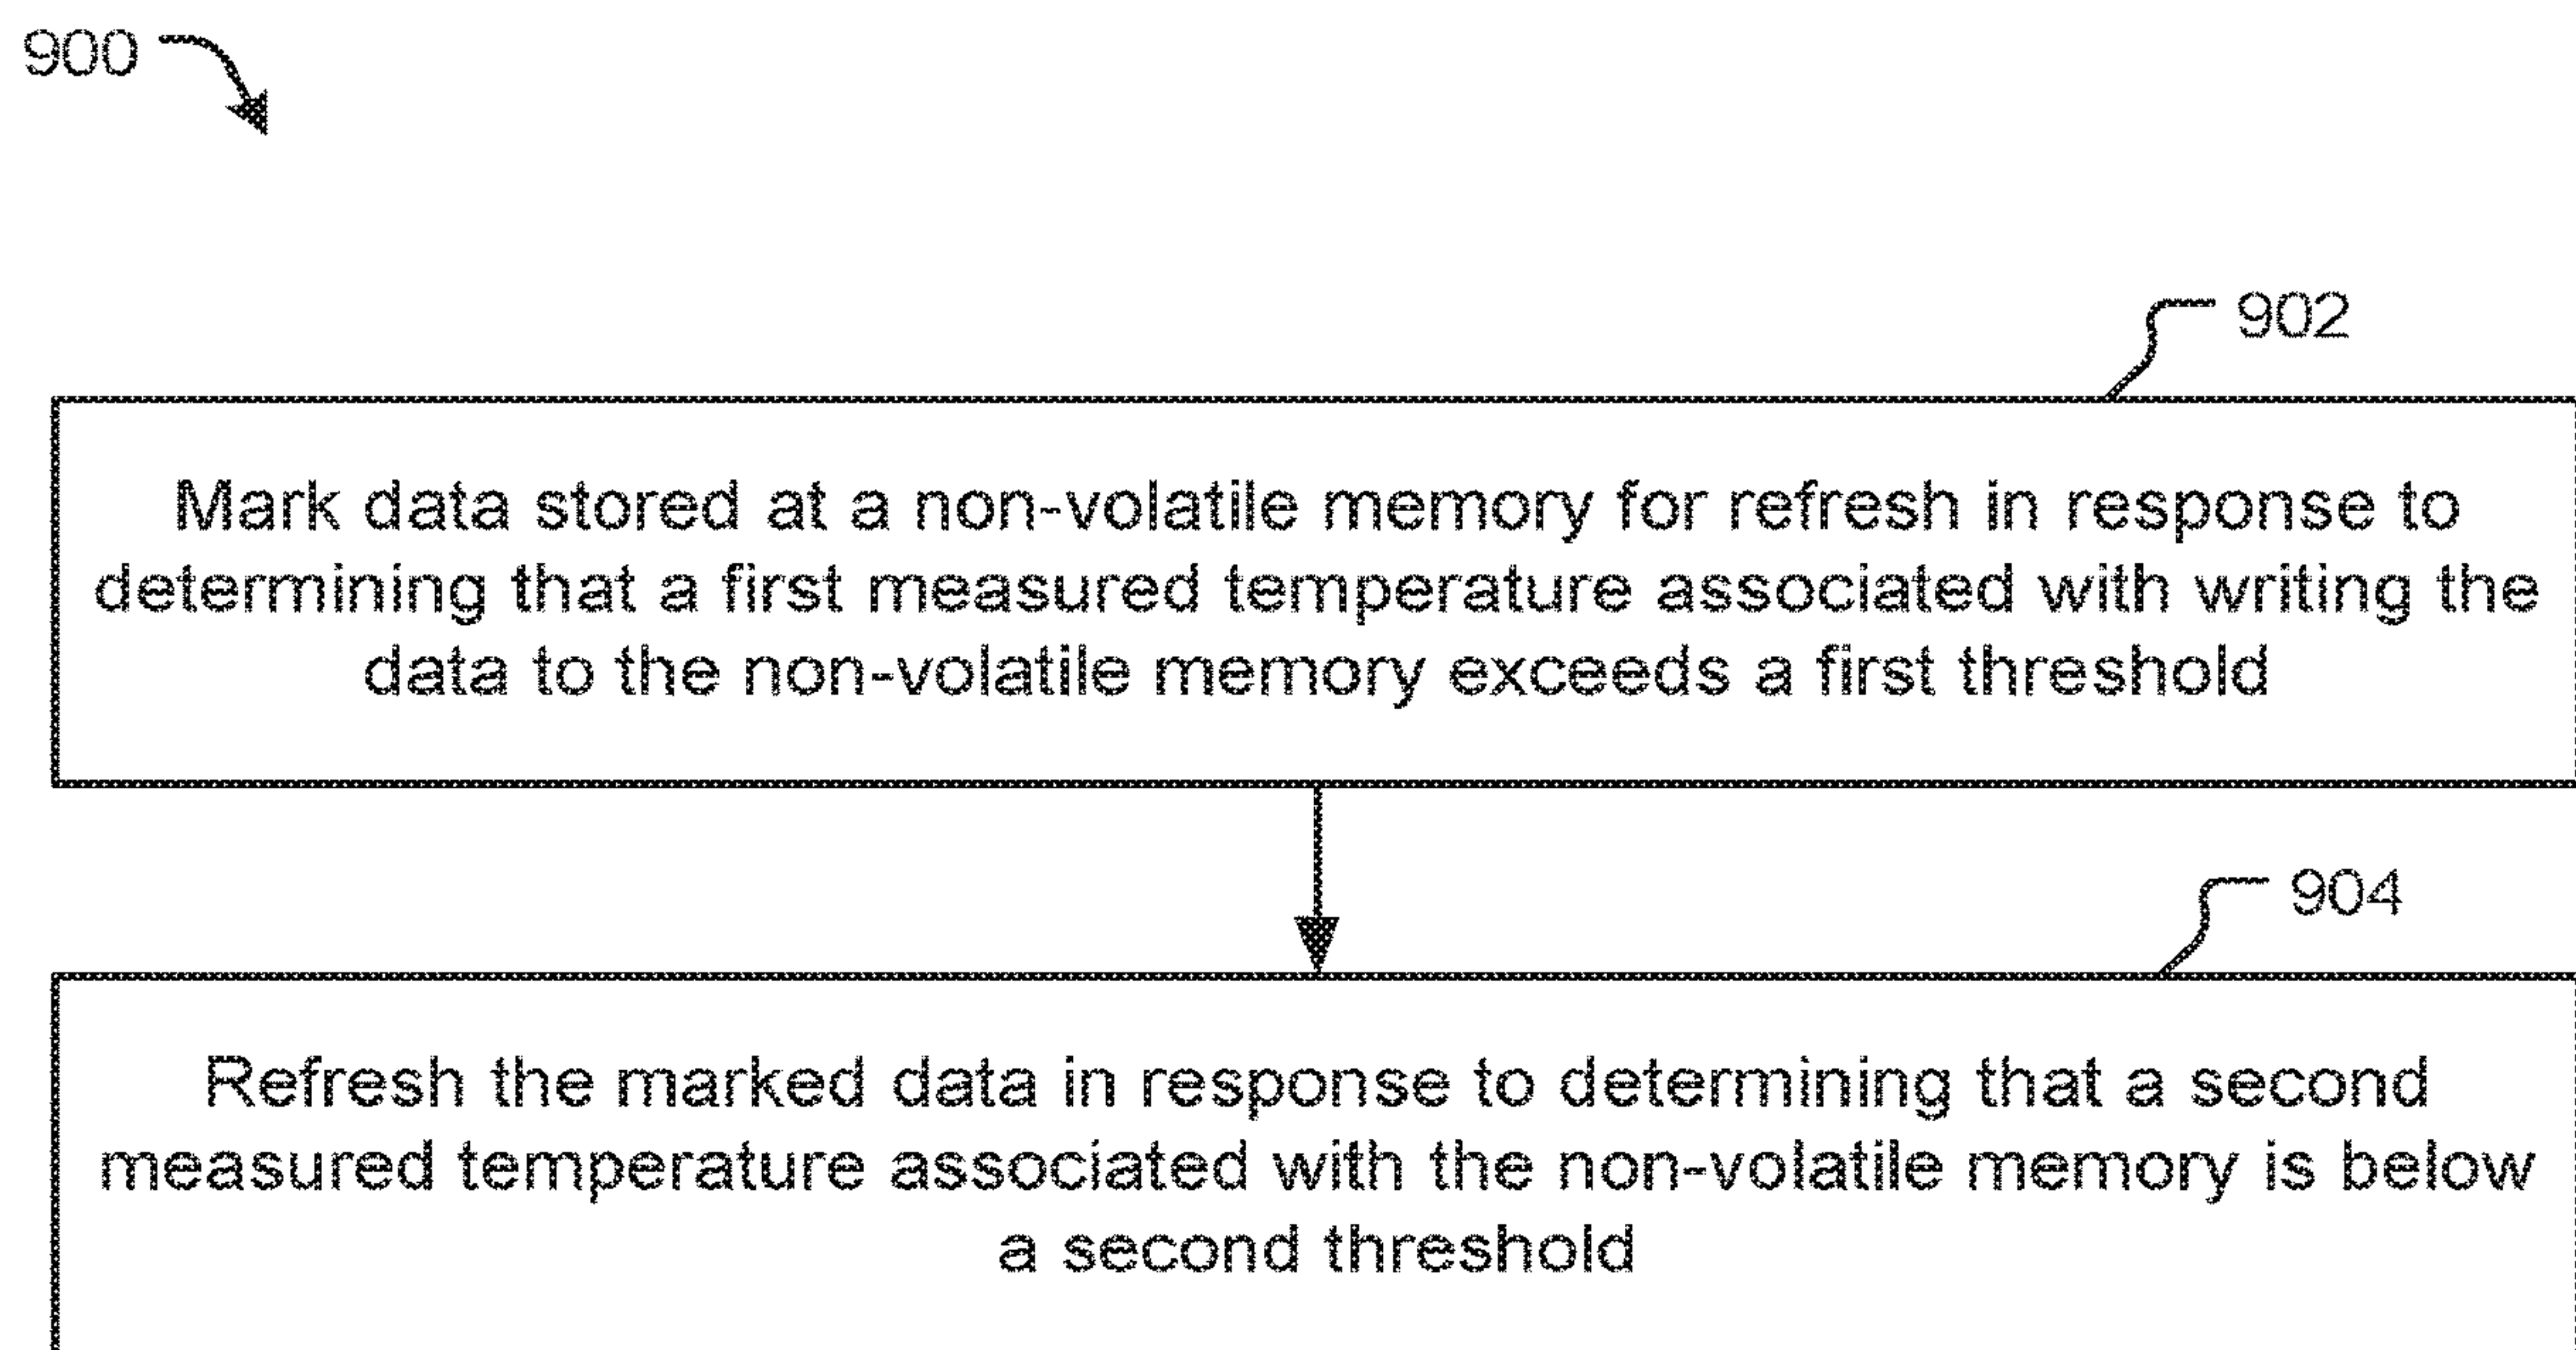 900
902
Mark data stored at a non-volatile memory for refresh in response to
determining that a first measured temperature associated with writing the
data to the non-volatile memory exceeds a first threshold
904
Refresh the marked data in response to determining that a second
measured temperature associated with the non-volatile memory is below
a second threshold